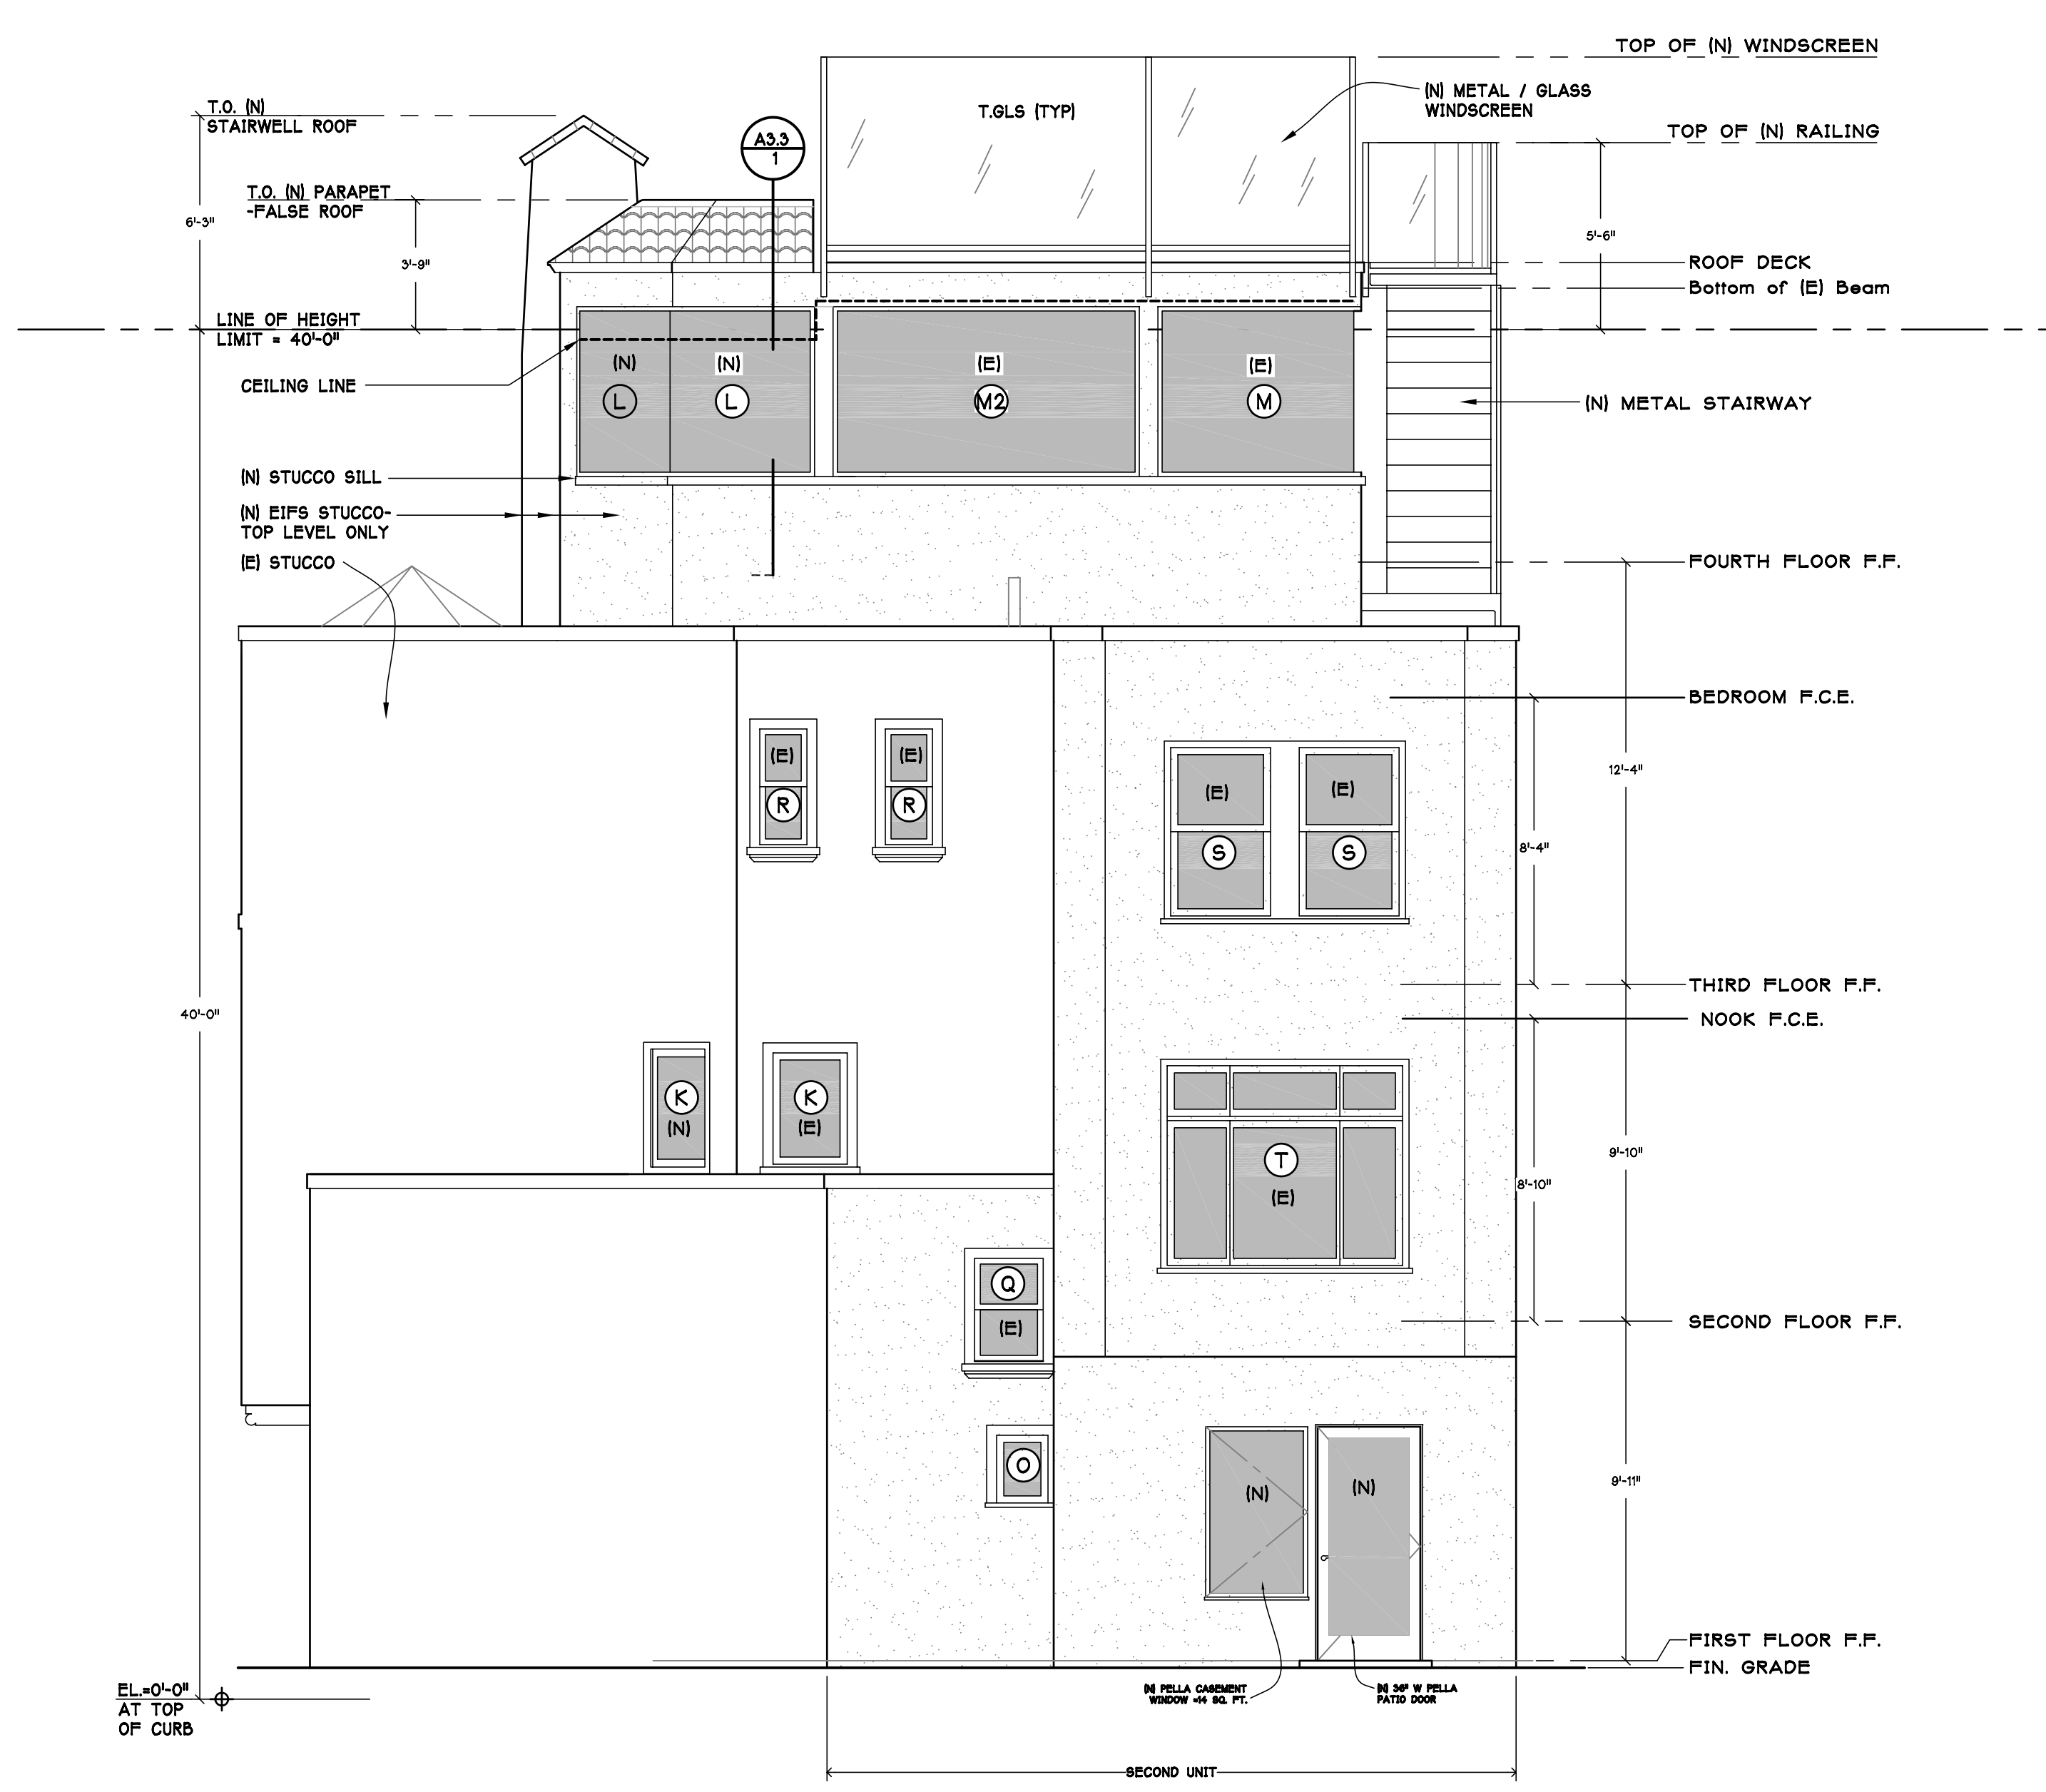 TOP OF (N) WINDSCREEN
(N) METAL / GLASS
WINDSCREEN
T.GLS (TYP)
T.O. (N)
STAIRWELL ROOF
TOP OF (N) RAILING
A3.3
1
T.O. (N) PARAPET
-FALSE ROOF
6'-3"
3'-9"
5'-6"
ROOF DECK
Bottom of (E) Beam
LINE OF HEIGHT
LIMIT = 40'-0"
CEILING LINE
(N)
L
(N)
L
(E)
M2
(E)
M
(N) METAL STAIRWAY
(N) STUCCO SILL
(N) EIFS STUCCO-
TOP LEVEL ONLY
(E) STUCCO
FOURTH FLOOR F.F.
BEDROOM F.C.E.
(E)
R
(E)
R
(E)
S
(E)
S
12'-4"
8'-4"
THIRD FLOOR F.F.
NOOK F.C.E.
40'-0"
K
(N)
K
(E)
T
(E)
9'-10"
8'-10"
Q
(E)
SECOND FLOOR F.F.
O
(N)
(N)
9'-11"
FIRST FLOOR F.F.
FIN. GRADE
EL.=0'-0"
AT TOP
OF CURB
(N) PELLA CASEMENT
WINDOW =14 SQ. FT.
(N) 36" W PELLA
PATIO DOOR
SECOND UNIT